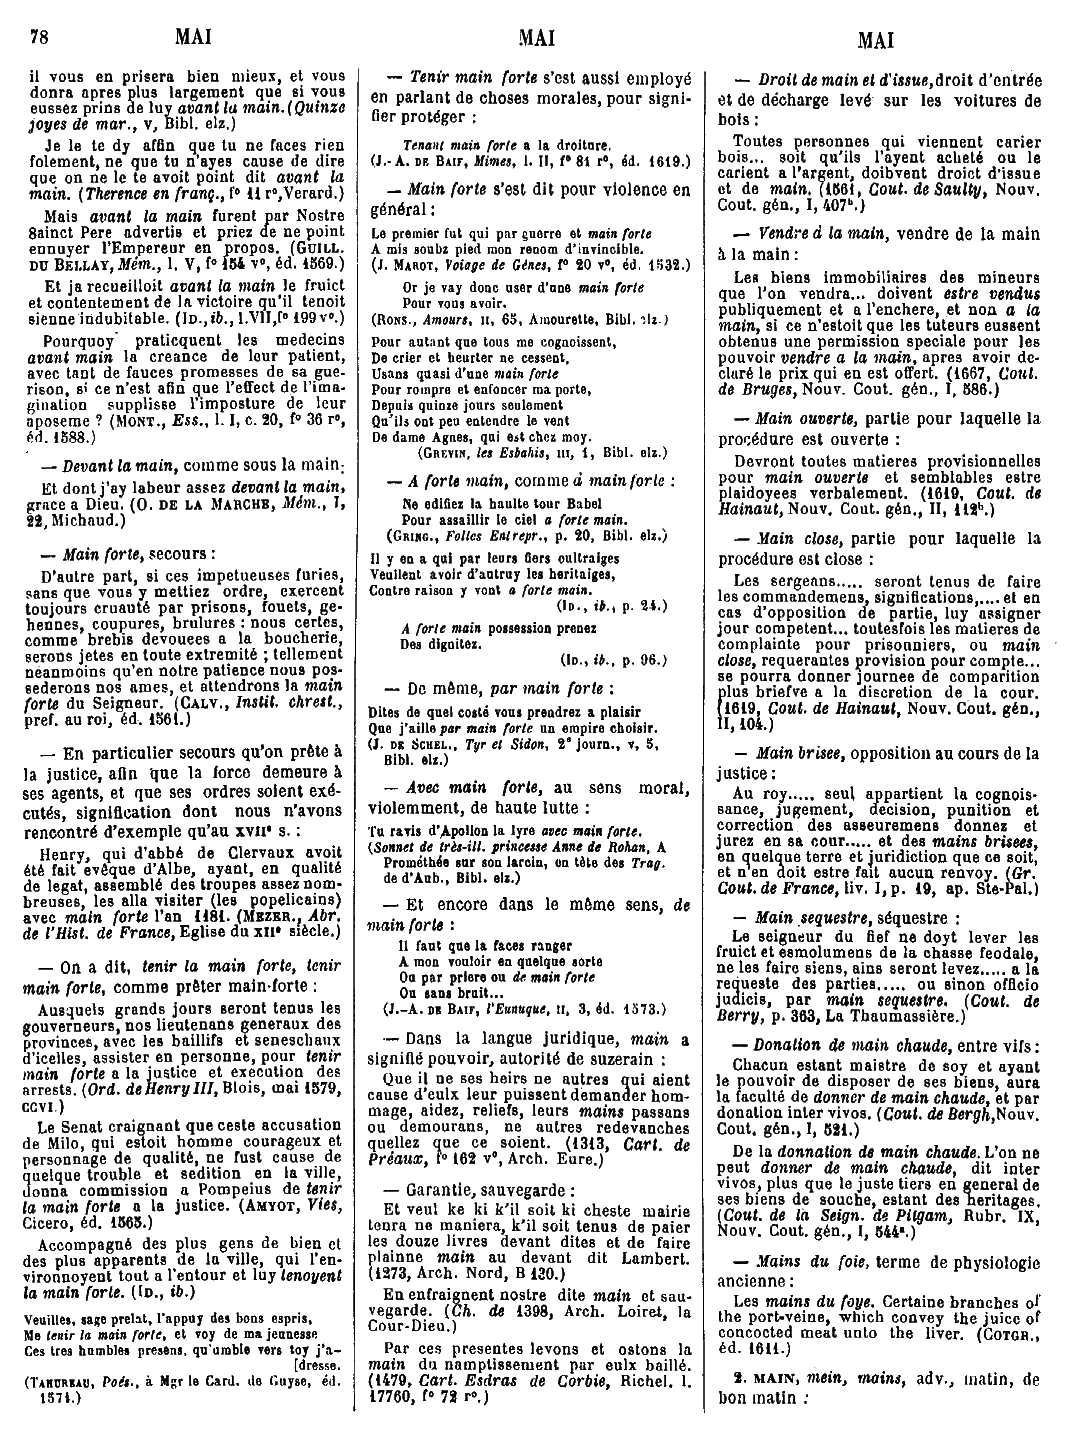 78 MAI MAI MAI
il vous en prisera bien mieux, et vous
donra apres plus largement que si vous
eussez prins de luy avant la main. (Quinze
joyes de mar., v, Bibl. elz.)
Je le te dy affin que tu ne faces rien
folement, ne que tu n'ayes cause de dire
que on ne le te avoit point dit avant la
main. (Therence en franç., f° 11 r°, Verard.)
Mais avant la main furent par Nostre
Sainct Pere advertis et priez de ne point
ennuyer l'Empereur en propos. (GUILL.
DU BELLAY, Mém., l. V, f° 154 v°, éd. 1569.)
Et ja recueilloit avant la main le fruict
et contentement de la victoire qu'il tenoit
sienne indubitable. (ID., ib., l. VII, f° 199 v°.)
Pourquoy praticquent les medecins
avant main la creance de leur patient,
avec tant de fauces promesses de sa gue-
rison, si ce n'est afin que l'effect de l'ima-
gination supplisse l'imposture de leur
aposeme ? (MONT., Ess., l. I, c. 20, f° 36 r°,
éd. 1588.)
— Devant la main, comme sous la main:
Et dont j'ay labeur assez devant la main,
grace a Dieu. (O. DE LA MARCHE, Mém., I,
22, Michaud.)
— Main forte, secours :
D'autre part, si ces impetueuses furies,
sans que vous y mettiez ordre, exercent
toujours cruauté par prisons, fouets, ge-
hennes, coupures, brulures : nous certes,
comme brebis devouees a la boucherie,
serons jetes en toute extremité ; tellement
neanmoins qu'en notre patience nous pos-
sederons nos ames, et attendrons la main
forte du Seigneur. (CALV., Instit. chrest.,
pref. au roi, éd. 1561.)
— En particulier secours qu'on prête à
la justice, afin que la force demeure à
ses agents, et que ses ordres soient exé-
cutés, signification dont nous n'avons
rencontré d'exemple qu'au XVIIe s. :
Henry, qui d'abbé de Clervaux avoit
été fait evêque d'Albe, ayant, en qualité
de legat, assemblé des troupes assez nom-
breuses, les alla visiter (les popelicains)
avec main forte l'an 1181. (MEZER., Abr.
de l'Hist. de France, Eglise du XIIe siècle.)
— On a dit, tenir la main forte, tenir
main forte, comme prêter main-forte :
Ausquels grands jours seront tenus les
gouverneurs, nos lieutenans generaux des
provinces, avec les baillifs et seneschaux
d'icelles, assister en personne, pour tenir
main forte a la justice et execution des
arrests. (Ord. de Henry III, Blois, mai 1579,
CCVI.)
Le Senat craignant que ceste accusation
de Milo, qui estoit homme courageux et
personnage de qualité, ne fust cause de
quelque trouble et sedition en la ville,
donna commission a Pompeius de tenir
la main forte a la justice. (AMYOT, Vies,
Cicero, éd. 1565.)
Accompagné des plus gens de bien et
des plus apparents de la ville, qui l'en-
vironnoyent tout a l'entour et luy tenoyent
la main forte. (ID., ib.)
Veuilles, sage prelat, l'appuy des bons espris,
Me tenir la main forte, et voy de ma jeunesse
Ces tres humbles presens, qu'umble vers toy j'a-
[dresse.
(TAHUREAU, Poés., à Mgr le Card. de Guyse, éd.
1574.)
— Tenir main forte s'est aussi employé
en parlant de choses morales, pour signi-
fier protéger :
Tenant main forte a la droiture.
(J.-A. DE BAIF, Mimes, l. II, f° 81 r°, éd. 1619.)
— Main forte s'est dit pour violence en
général :
Le premier fut qui par guerre et main forte
A mis soubz pied mon renom d'invincible.
(J. MAROT, Voiage de Gênes, f° 20 v°, éd. 1532.)
Or je vay donc user d'une main forte
Pour vous avoir.
(RONS., Amours, II, 65, Amourette, Bibl. elz.)
Pour autant que tous me cognoissent,
De crier et heurter ne cessent,
Usans quasi d'une main forte
Pour rompre et enfoncer ma porte,
Depuis quinze jours seulement
Qu'ils ont peu entendre le vent
De dame Agnes, qui est chez moy.
(GREVIN, les Esbahis, III, 1, Bibl. elz.)
— A forte main, comme à main forte :
Ne edifiez la haulte tour Babel
Pour assaillir le ciel a forte main.
(GRING., Folles Entrepr., p. 20, Bibl. elz.)
Il y en a qui par leurs fiers oultraiges
Veullent avoir d'autruy les heritaiges,
Contre raison y vont a forte main.
(ID., ib., p. 24.)
A forte main possession prenez
Des dignitez.
(ID., ib., p. 96.)
— De même, par main forte :
Dites de quel costé vous prendrez a plaisir
Que j'aille par main forte un empire choisir.
(J. DE SCHEL., Tyr et Sidon, 2e journ., v, 5,
Bibl. elz.)
— Avec main forte, au sens moral,
violemment, de haute lutte :
Tu ravis d'Apollon la lyre avec main forte.
(Sonnet de très-ill. princesse Anne de Rohan, A
Prométhée sur son larcin, en tête des Trag.
de d'Aub., Bibl. elz.)
— Et encore dans le même sens, de
main forte :
Il faut que la faces ranger
A mon vouloir en quelque sorte
Ou par priere ou de main forte
Ou sans bruit...
(J.-A. DE BAIF, l'Eunuque, II, 3, éd. 1573.)
— Dans la langue juridique, main a
signifié pouvoir, autorité de suzerain :
Que il ne ses heirs ne autres qui aient
cause d'eulx leur puissent demander hom-
mage, aidez, reliefs, leurs mains passans
ou demourans, ne autres redevanches
quellez que ce soient. (1313, Cart. de
Préaux, f° 162 v°, Arch. Eure.)
— Garantie, sauvegarde :
Et veul ke ki k'il soit ki cheste mairie
tenra ne maniera, k'il soit tenus de paier
les douze livres devant dites et de faire
plainne main au devant dit Lambert.
(1273, Arch. Nord, B 130.)
En enfraignent nostre dite main et sau-
vegarde. (Ch. de 1398, Arch. Loiret, la
Cour-Dieu.)
Par ces presentes levons et ostons la
main du namptissement par eulx baillé.
(1479, Cart. Esdras de Corbie, Richel. l.
17760, f° 72 r°.)
— Droit de main et d'issue, droit d'entrée
et de décharge levé sur les voitures de
bois :
Toutes personnes qui viennent carier
bois... soit qu'ils l'ayent acheté ou le
carient a l'argent, doibvent droict d'issue
et de main. (1561, Cout. de Saulty, Nouv.
Cout. gén., I, 407b.)
— Vendre à la main, vendre de la main
à la main :
Les biens immobiliaires des mineurs
que l'on vendra... doivent estre vendus
publiquement et a l'enchere, et non a la
main, si ce n'estoit que les tuteurs eussent
obtenus une permission speciale pour les
pouvoir vendre a la main, apres avoir de-
claré le prix qui en est offert. (1667, Cout.
de Bruges, Nouv. Cout. gén., I, 586.)
— Main ouverte, partie pour laquelle la
procédure est ouverte :
Devront toutes matieres provisionnelles
pour main ouverte et semblables estre
plaidoyees verbalement. (1619, Cout. de
Hainaut, Nouv. Cout. gén., II, 112b.)
— Main close, partie pour laquelle la
procédure est close :
Les sergeans..... seront tenus de faire
les commandemens, significations,.... et en
cas d'opposition de partie, luy assigner
jour competent... toutesfois les matieres de
complainte pour prisonniers, ou main
close, requerantes provision pour compte...
se pourra donner journee de comparition
plus briefve a la discretion de la cour.
(1619, Cout. de Hainaut, Nouv. Cout. gén.,
II, 104.)
— Main brisee, opposition au cours de la
justice :
Au roy..... seul appartient la cognois-
sance, jugement, decision, punition et
correction des asseuremens donnez et
jurez en sa cour..... et des mains brisees,
en quelque terre et juridiction que ce soit,
et n'en doit estre fait aucun renvoy. (Gr.
Cout. de France, liv. I, p. 19, ap. Ste-Pal.)
— Main sequestre, séquestre :
Le seigneur du fief ne doyt lever les
fruict et esmolumens de la chasse feodale,
ne les faire siens, ains seront levez..... a la
requeste des parties..... ou sinon officio
judicis, par main sequestre. (Cout. de
Berry, p. 363, La Thaumassière.)
— Donation de main chaude, entre vifs :
Chacun estant maistre de soy et ayant
le pouvoir de disposer de ses biens, aura
la faculté de donner de main chaude, et par
donation inter vivos. (Cout. de Bergh, Nouv.
Cout. gén., I, 521.)
De la donnation de main chaude. L'on ne
peut donner de main chaude, dit inter
vivos, plus que le juste tiers en general de
ses biens de souche, estant des heritages.
(Cout. de la Seign. de Pitgam, Rubr. IX,
Nouv. Cout. gén., I, 544a.)
— Mains du foie, terme de physiologie
ancienne :
Les mains du foye. Certaine branches of
the port-veine, which convey the juice of
concocted meat unto the liver. (COTGR.,
éd. 1611.)
2. MAIN, mein, mains, adv., matin, de
bon matin :